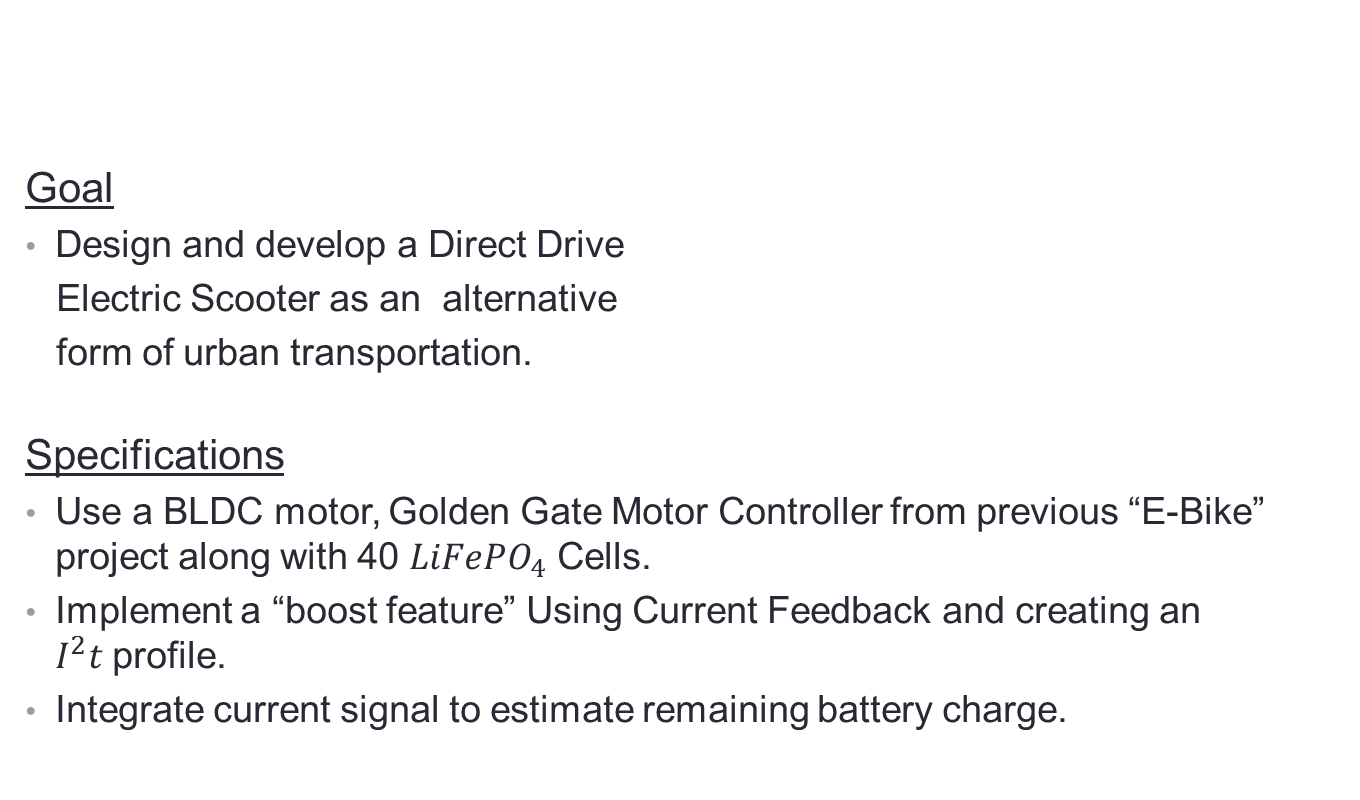 Goal
• Design and develop a Direct Drive
Electric Scooter as an  alternative
form of urban transportation.
Specifications
• Use a BLDC motor, Golden Gate Motor Controller from previous “E-Bike”
project along with 40 LiFePO₄ Cells.
• Implement a “boost feature” Using Current Feedback and creating an
I²t profile.
• Integrate current signal to estimate remaining battery charge.